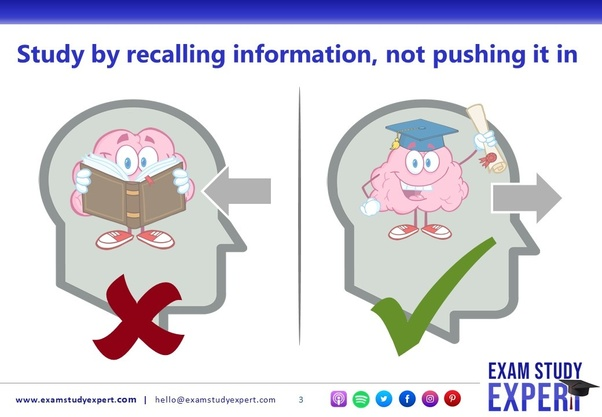 Study by recalling information, not pushing it in
www.examstudyexpert.com | hello@examstudyexpert.com 3
EXAM STUDY
EXPERT